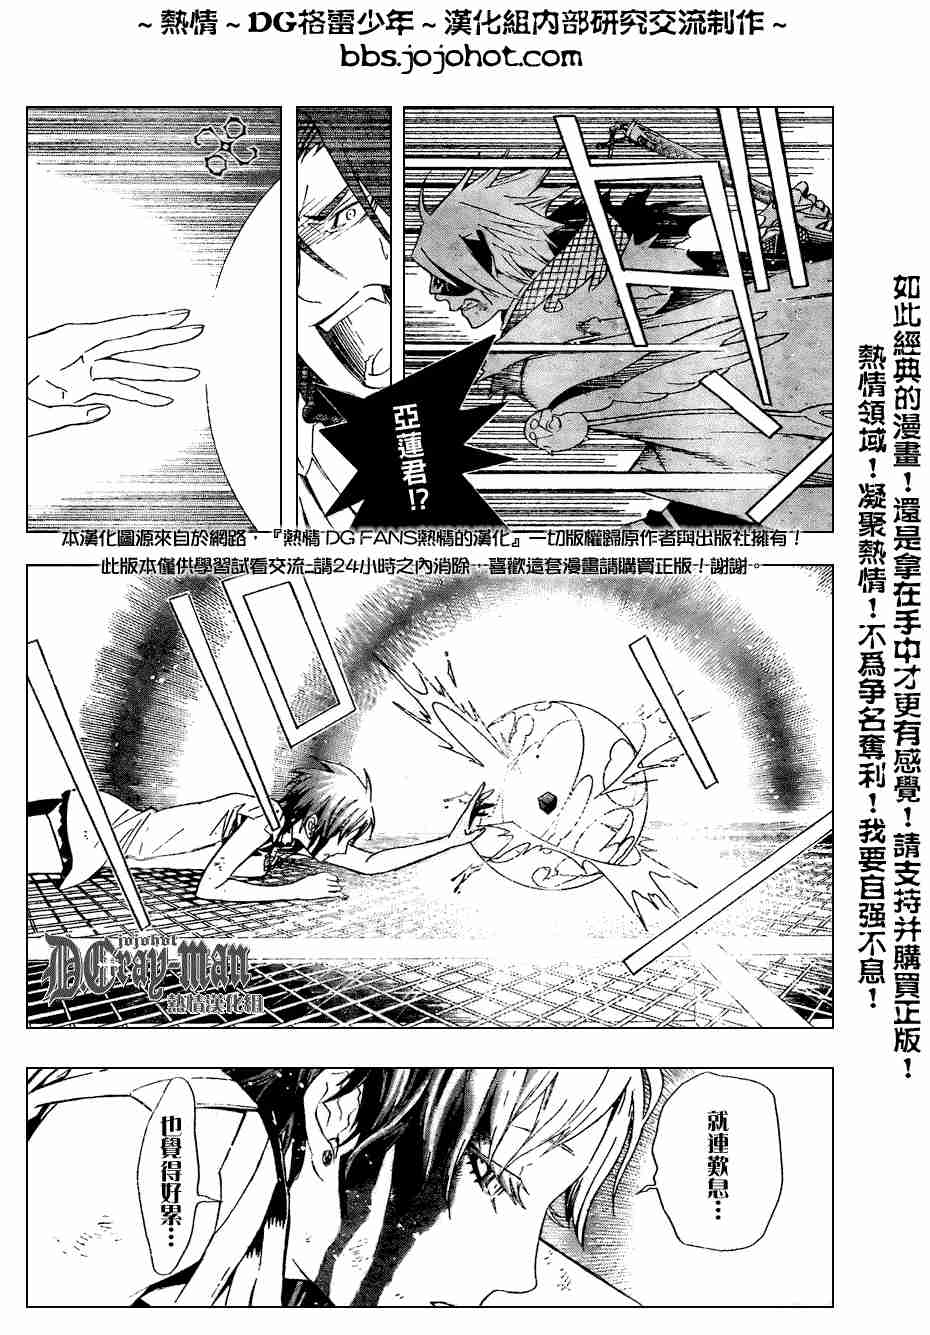 ~熱情~DG格雷少年~漢化組內部研究交流制作~
bbs.jojohot.com
亞蓮君!?
本漢化圖源來自於網路，『熱情 DG FANS熱情的漢化』一切版權歸原作者與出版社擁有！
此版本僅供學習試看交流…請24小時之內消除…喜歡這套漫畫請購買正版！謝謝。
如此經典的漫畫！還是拿在手中才更有感覺！請支持并購買正版！
熱情領域！凝聚熱情！不爲争名奪利！我要自强不息！
jojohot
D.Gray-man
熱情漢化組
就連歎息…
也覺得好累…